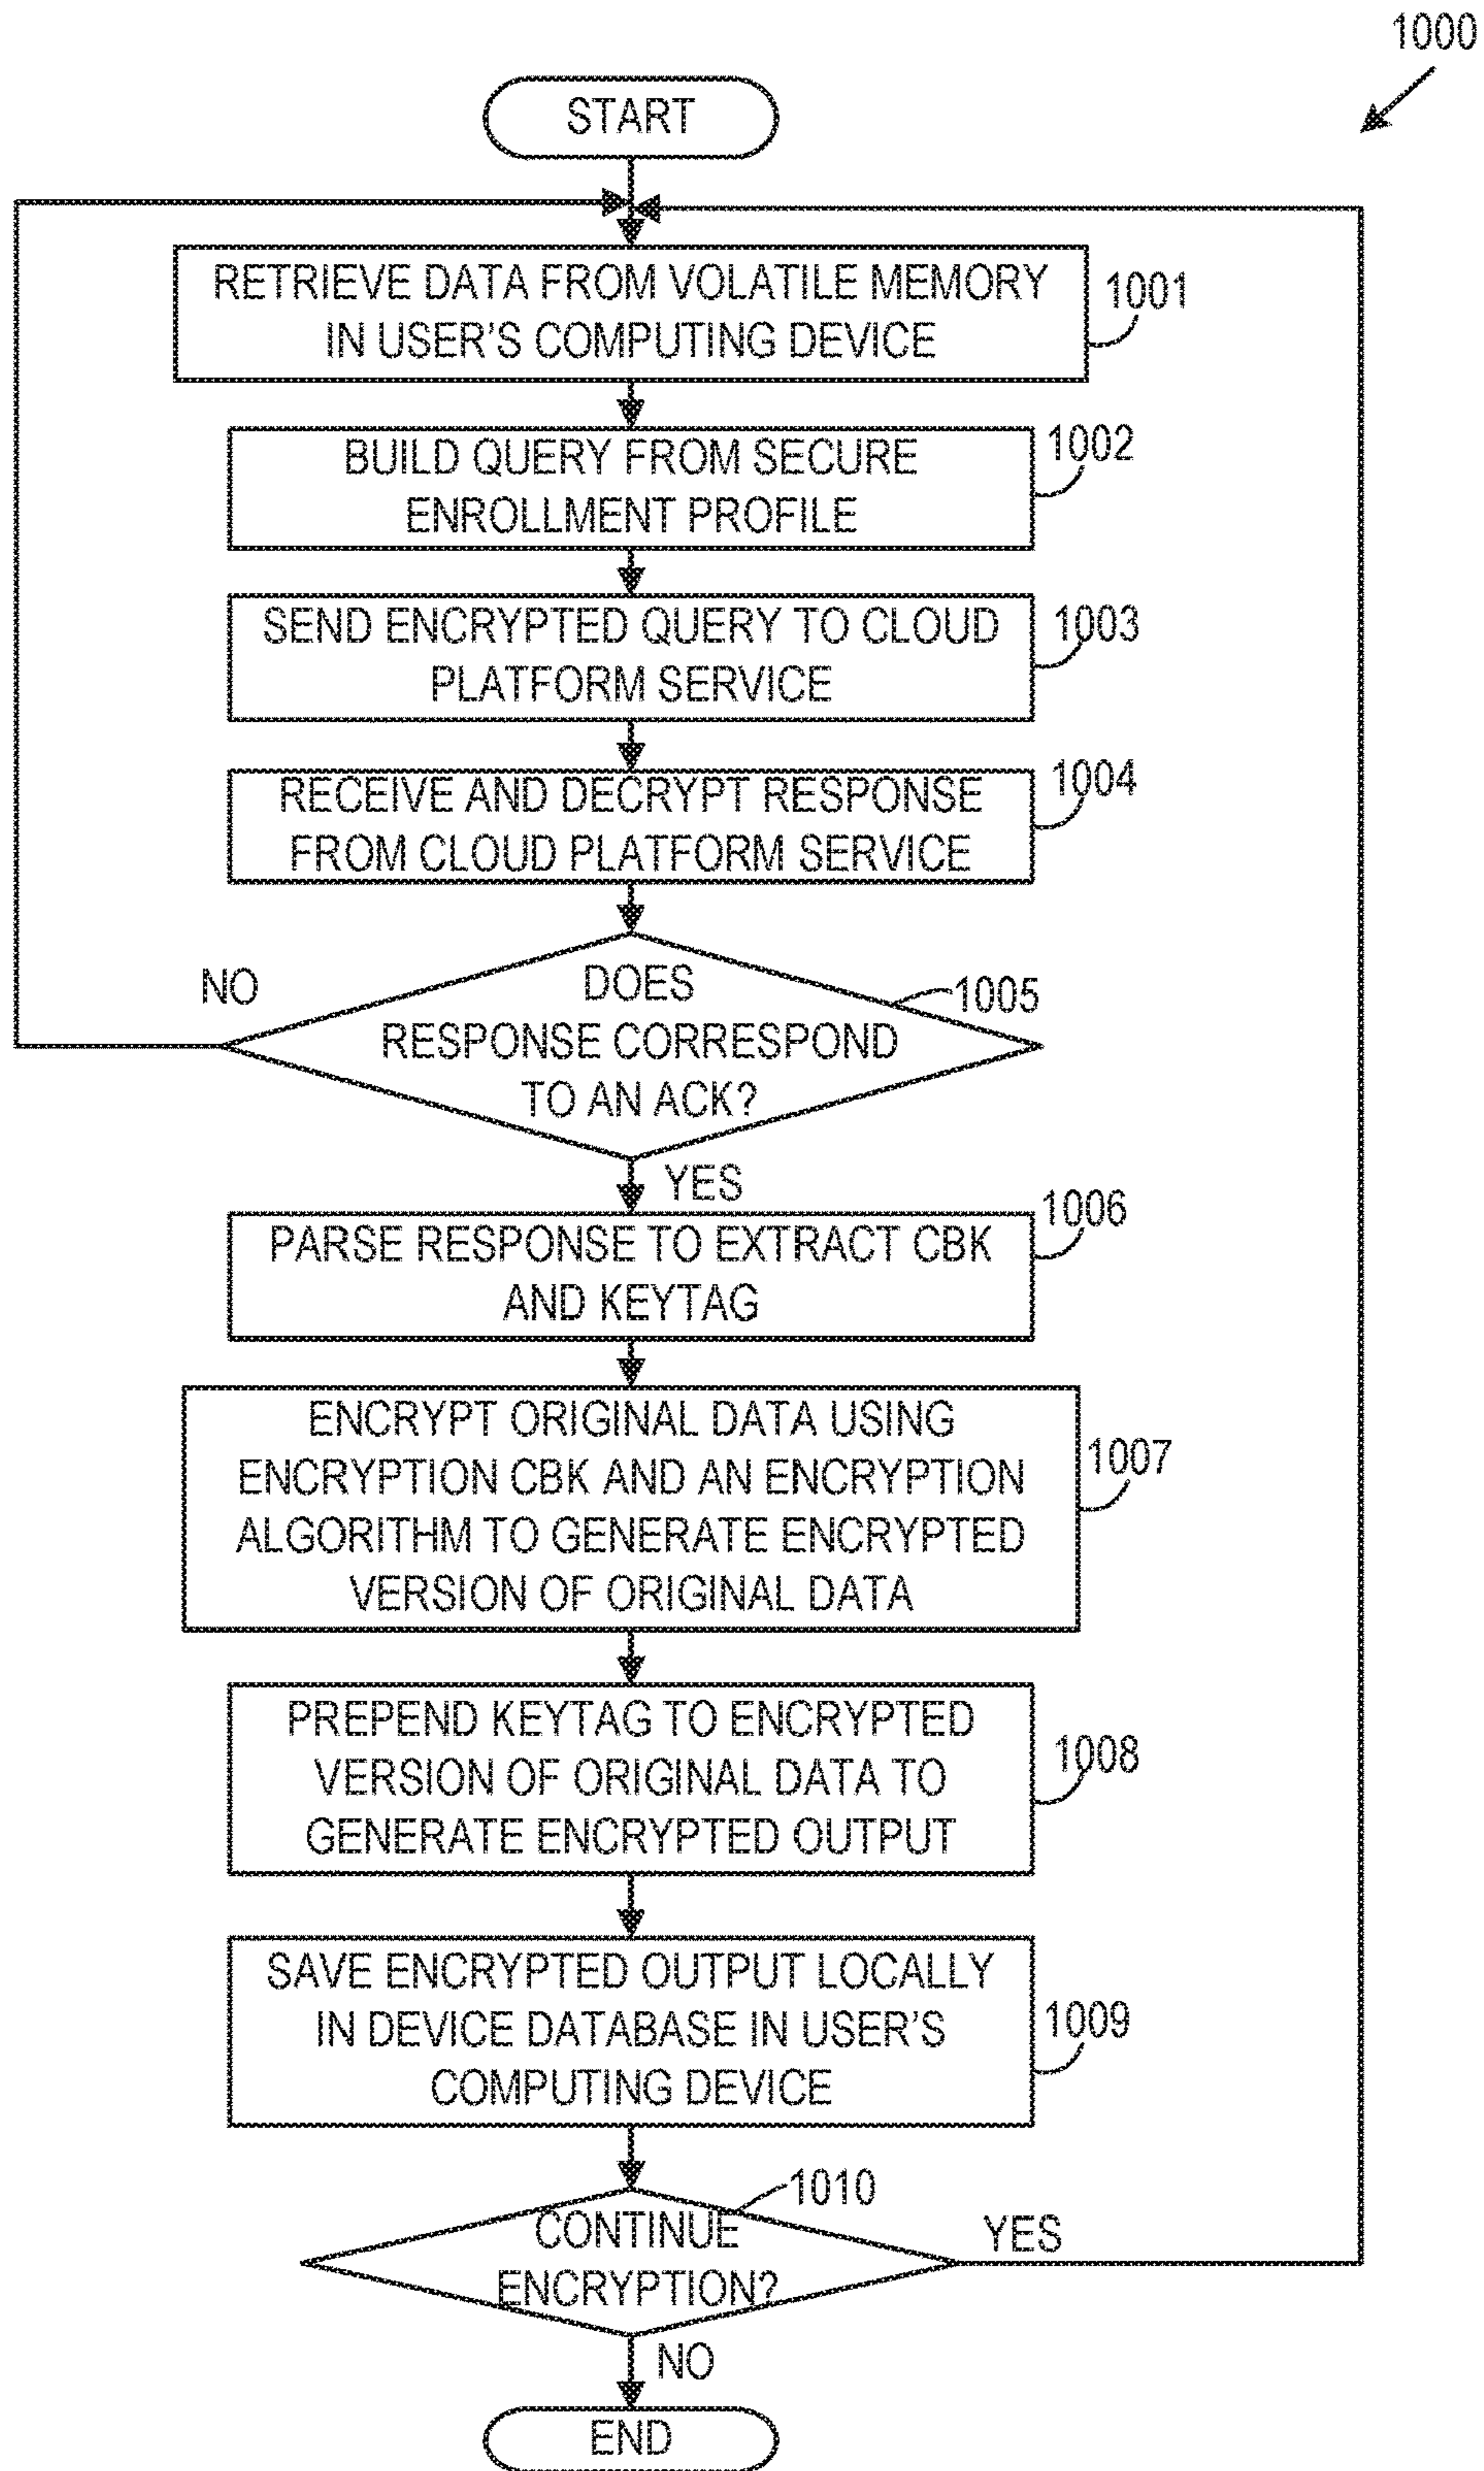 1000
START
RETRIEVE DATA FROM VOLATILE MEMORY
IN USER'S COMPUTING DEVICE
1001
BUILD QUERY FROM SECURE
ENROLLMENT PROFILE
1002
SEND ENCRYPTED QUERY TO CLOUD
PLATFORM SERVICE
1003
RECEIVE AND DECRYPT RESPONSE
FROM CLOUD PLATFORM SERVICE
1004
NO
DOES
RESPONSE CORRESPOND
TO AN ACK?
1005
YES
PARSE RESPONSE TO EXTRACT CBK
AND KEYTAG
1006
ENCRYPT ORIGINAL DATA USING
ENCRYPTION CBK AND AN ENCRYPTION
ALGORITHM TO GENERATE ENCRYPTED
VERSION OF ORIGINAL DATA
1007
PREPEND KEYTAG TO ENCRYPTED
VERSION OF ORIGINAL DATA TO
GENERATE ENCRYPTED OUTPUT
1008
SAVE ENCRYPTED OUTPUT LOCALLY
IN DEVICE DATABASE IN USER'S
COMPUTING DEVICE
1009
CONTINUE
ENCRYPTION?
1010
YES
NO
END